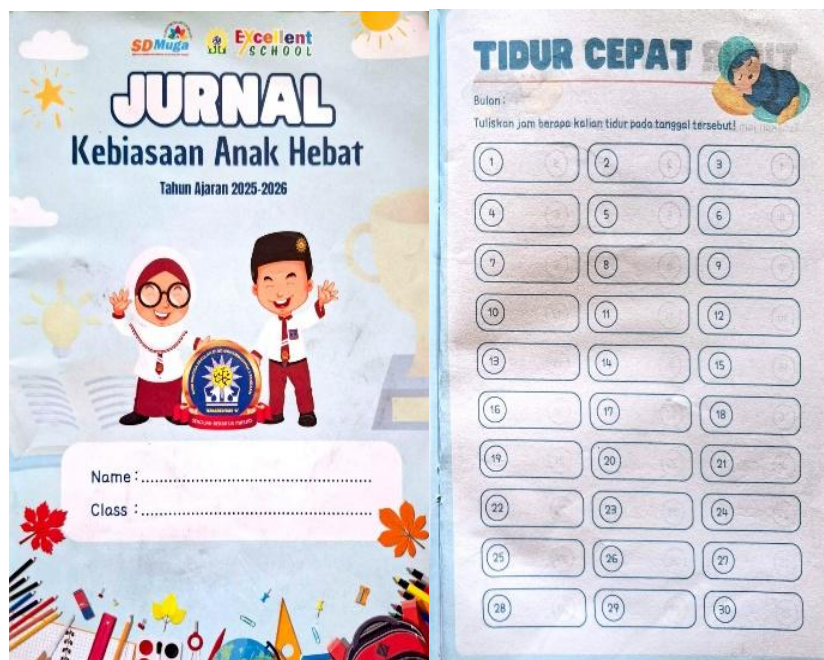 SD Muga
Excellent
SCHOOL
JURNAL
Kebiasaan Anak Hebat
Tahun Ajaran 2025-2026
Name :
Class :
TIDUR CEPAT
Bulan :
Tuliskan jam berapa kalian tidur pada tanggal tersebut!
1 2 3
4 5 6
7 8 9
10 11 12
13 14 15
16 17 18
19 20 21
22 23 24
25 26 27
28 29 30